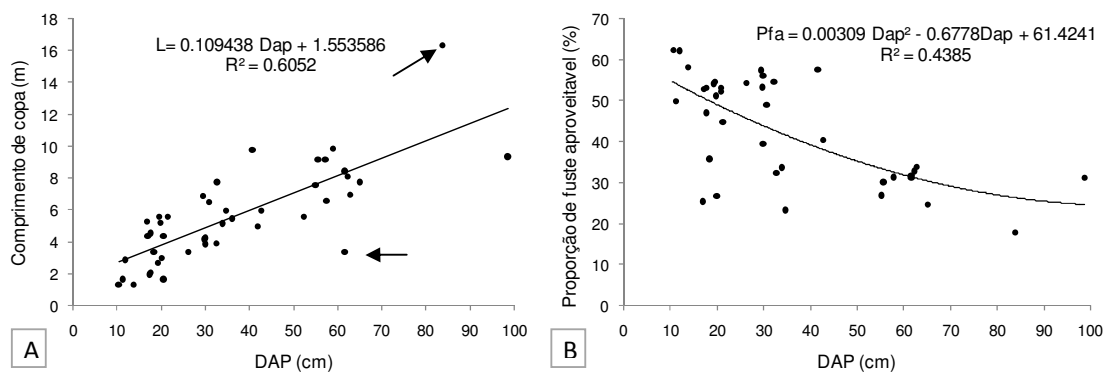 L= 0.109438 Dap + 1.553586
R² = 0.6052
Comprimento de copa (m)
18
16
14
12
10
8
6
4
2
0
0 10 20 30 40 50 60 70 80 90 100
DAP (cm)
A
Pfa = 0.00309 Dap² - 0.6778Dap + 61.4241
R² = 0.4385
Proporção de fuste aproveitavel (%)
70
60
50
40
30
20
10
0
0 10 20 30 40 50 60 70 80 90 100
DAP (cm)
B